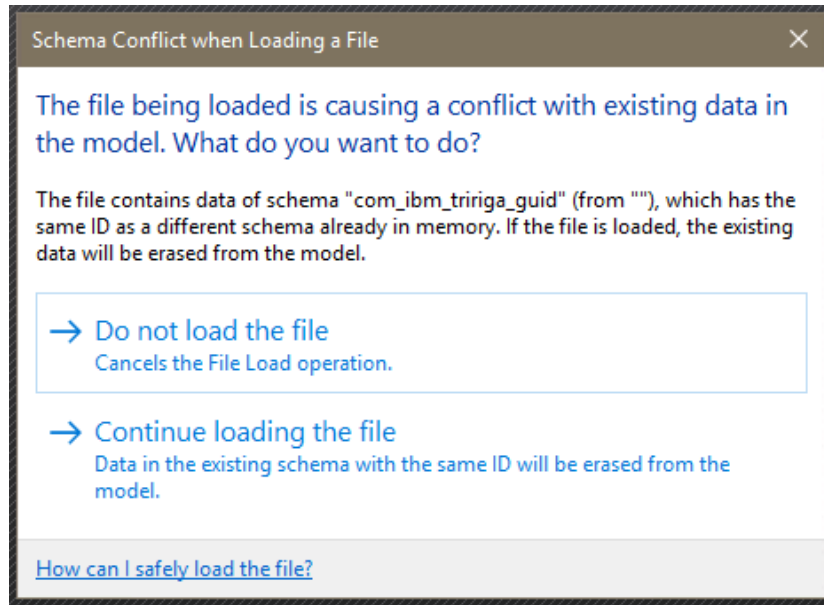 Schema Conflict when Loading a File
The file being loaded is causing a conflict with existing data in
the model. What do you want to do?
The file contains data of schema "com_ibm_tririga_guid" (from ""), which has the
same ID as a different schema already in memory. If the file is loaded, the existing
data will be erased from the model.
Do not load the file
Cancels the File Load operation.
Continue loading the file
Data in the existing schema with the same ID will be erased from the
model.
How can I safely load the file?